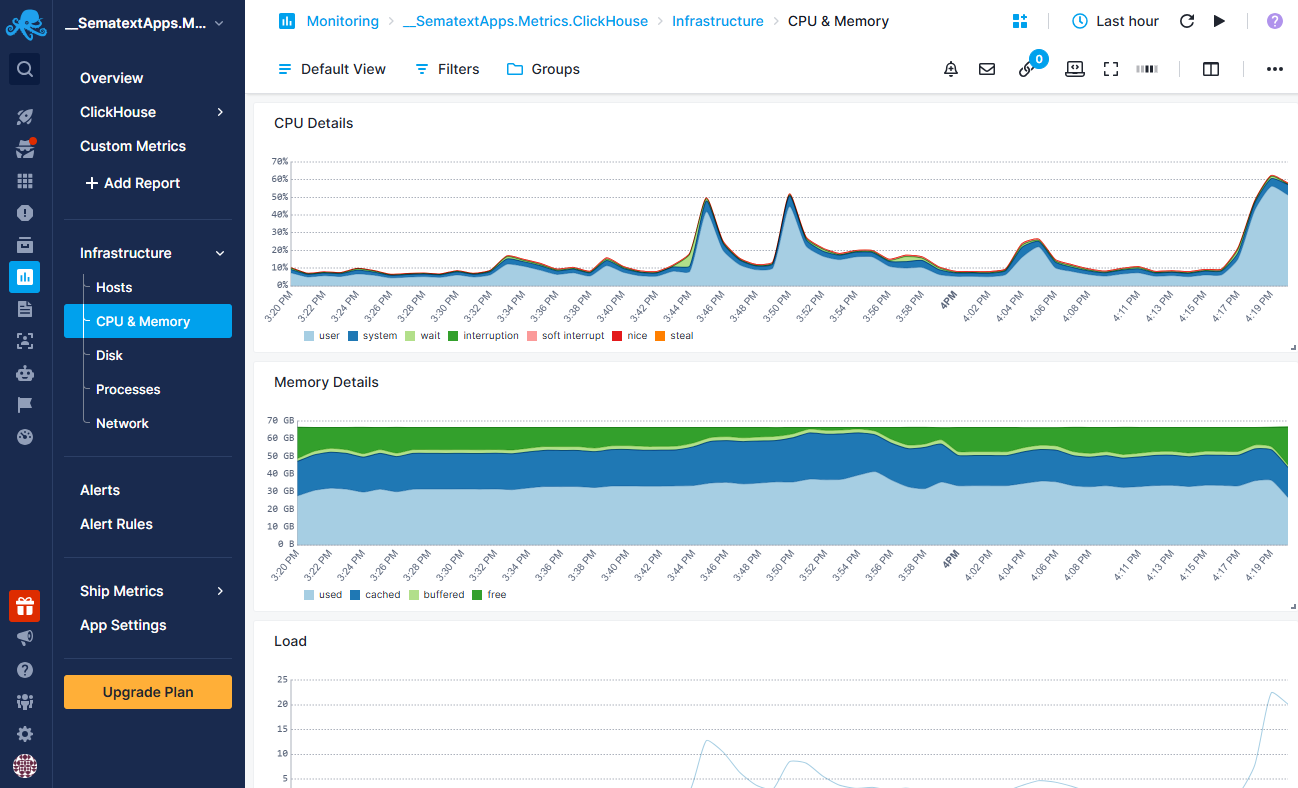 __SematextApps.M...
Overview
ClickHouse
Custom Metrics
Add Report
Infrastructure
Hosts
CPU & Memory
Disk
Processes
Network
Alerts
Alert Rules
Ship Metrics
App Settings
Upgrade Plan
Monitoring > __SematextApps.Metrics.ClickHouse > Infrastructure > CPU & Memory
Last hour
?
Default View Filters Groups
0
CPU Details
70%
60%
50%
40%
30%
20%
10%
0%
3:20 PM 3:22 PM 3:24 PM 3:26 PM 3:28 PM 3:30 PM 3:32 PM 3:34 PM 3:36 PM 3:38 PM 3:40 PM 3:42 PM 3:44 PM 3:46 PM 3:48 PM 3:50 PM 3:52 PM 3:54 PM 3:56 PM 3:58 PM 4PM 4:02 PM 4:04 PM 4:06 PM 4:08 PM 4:11 PM 4:13 PM 4:15 PM 4:17 PM 4:19 PM
user system wait interruption soft interrupt nice steal
Memory Details
70 GB
60 GB
50 GB
40 GB
30 GB
20 GB
10 GB
0 B
3:20 PM 3:22 PM 3:24 PM 3:26 PM 3:28 PM 3:30 PM 3:32 PM 3:34 PM 3:36 PM 3:38 PM 3:40 PM 3:42 PM 3:44 PM 3:46 PM 3:48 PM 3:50 PM 3:52 PM 3:54 PM 3:56 PM 3:58 PM 4PM 4:02 PM 4:04 PM 4:06 PM 4:08 PM 4:11 PM 4:13 PM 4:15 PM 4:17 PM 4:19 PM
used cached buffered free
Load
25
20
15
10
5